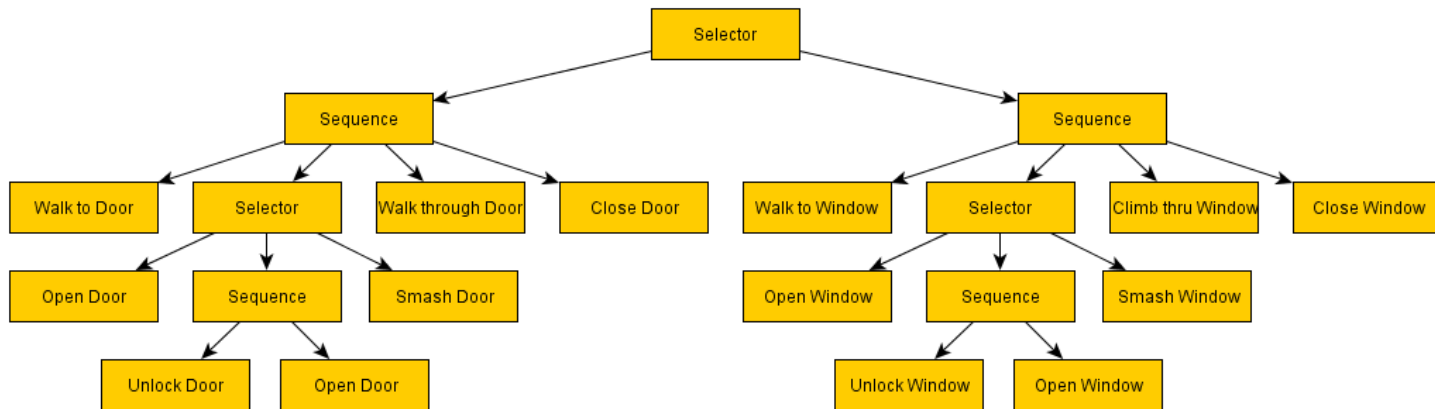 Selector
Sequence
Sequence
Walk to Door
Selector
Walk through Door
Close Door
Walk to Window
Selector
Climb thru Window
Close Window
Open Door
Sequence
Smash Door
Open Window
Sequence
Smash Window
Unlock Door
Open Door
Unlock Window
Open Window